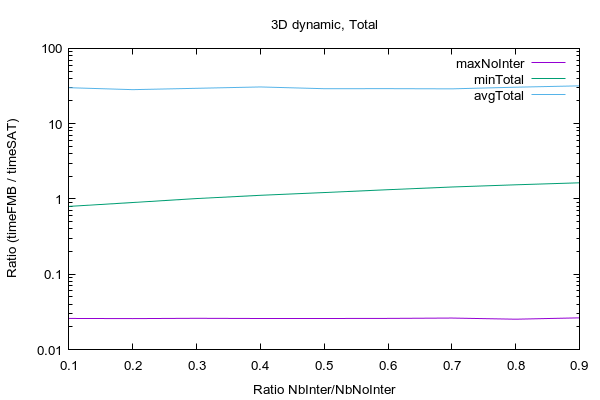 3D dynamic, Total
100
10
1
0.1
0.01
Ratio (timeFMB / timeSAT)
maxNoInter
minTotal
avgTotal
0.1 0.2 0.3 0.4 0.5 0.6 0.7 0.8 0.9
Ratio NbInter/NbNoInter